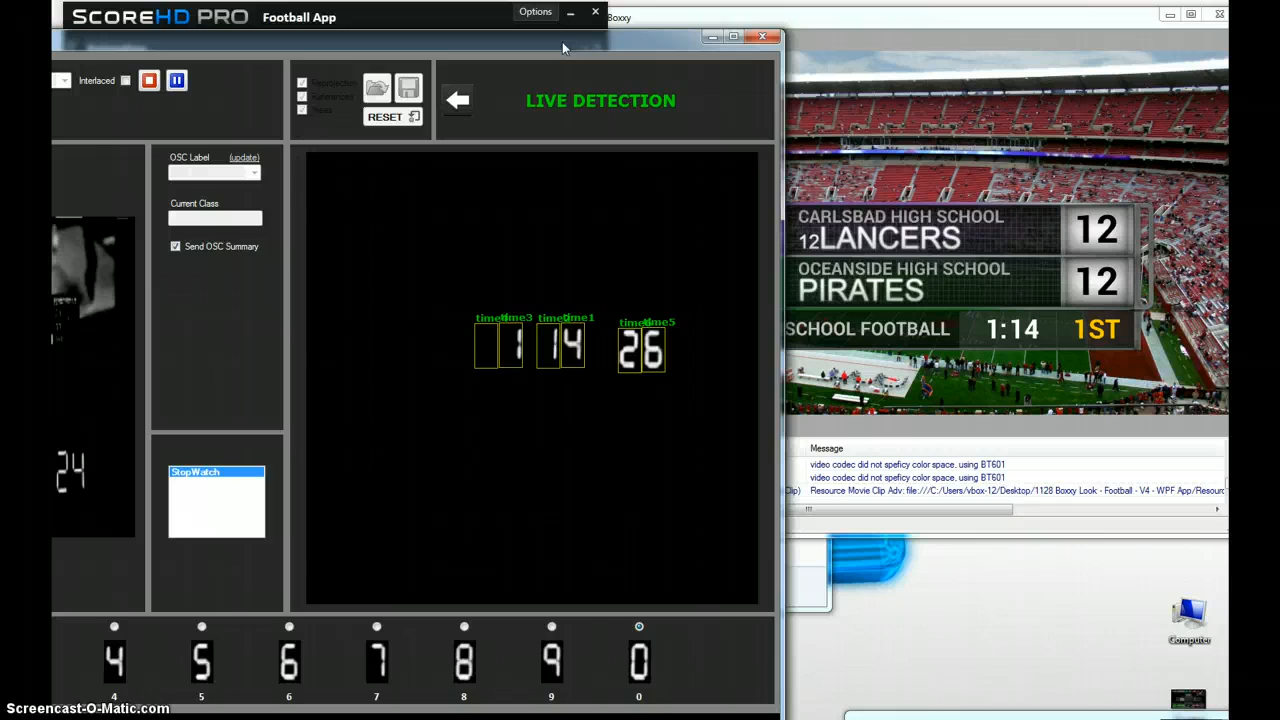 SCOREHD PRO Football App
Options
Boxxy
Interlaced
References
RESET
LIVE DETECTION
OSC Label (update)
Current Class
Send OSC Summary
CARLSBAD HIGH SCHOOL
12LANCERS 12
OCEANSIDE HIGH SCHOOL
PIRATES 12
SCHOOL FOOTBALL 1:14 1ST
time3 time1 time5
1 14 26
24
StopWatch
Message
video codec did not speficy color space, using BT601
video codec did not speficy color space, using BT601
Clip) Resource Movie Clip Adv: file:///C:/Users/vbox-12/Desktop/1128 Boxxy Look - Football - V4 - WPF App/Resourc
Computer
4 5 6 7 8 9 0
4 5 6 7 8 9 0
Screencast-O-Matic.com